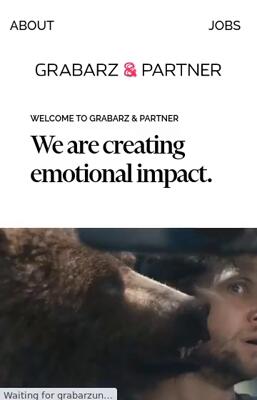 ABOUT JOBS
GRABARZ & PARTNER
WELCOME TO GRABARZ & PARTNER
We are creating
emotional impact.
Waiting for grabarzun...